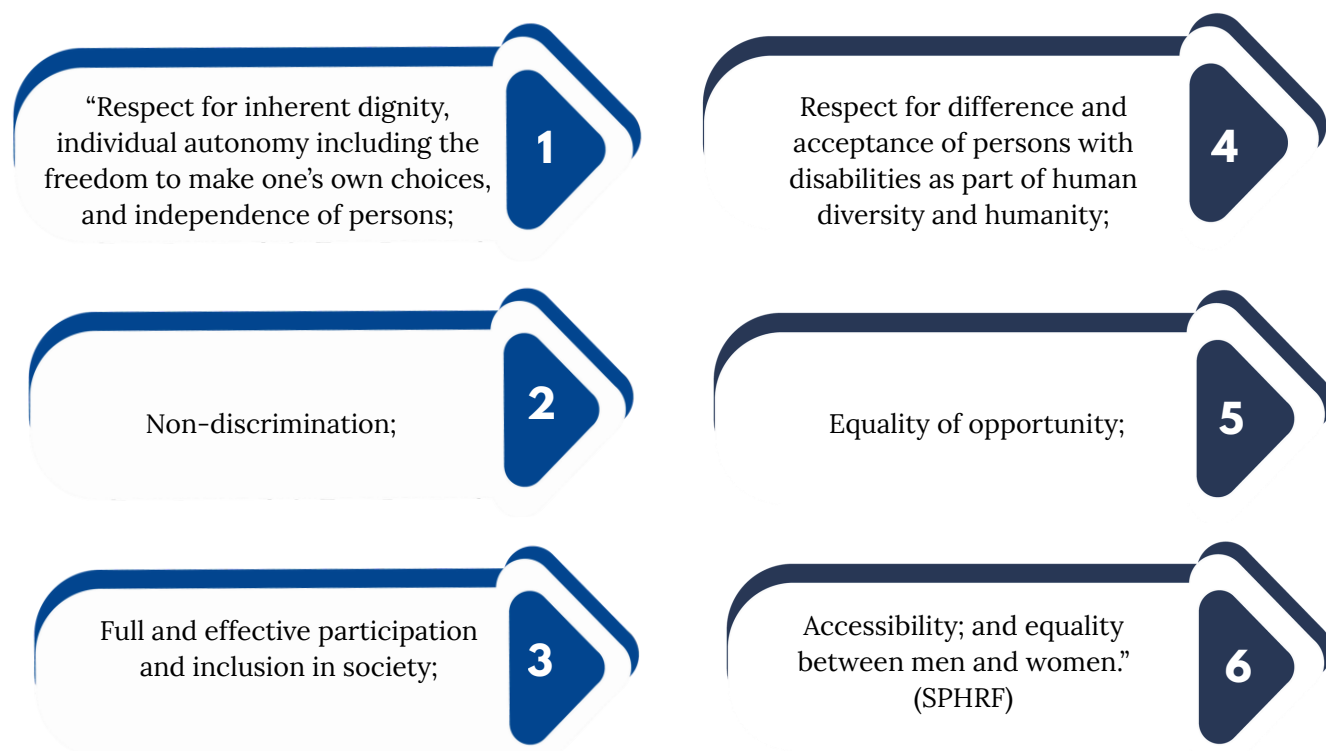 “Respect for inherent dignity,
individual autonomy including the
freedom to make one’s own choices,
and independence of persons;
1
Non-discrimination;
2
Full and effective participation
and inclusion in society;
3
Respect for difference and
acceptance of persons with
disabilities as part of human
diversity and humanity;
4
Equality of opportunity;
5
Accessibility; and equality
between men and women.”
(SPHRF)
6